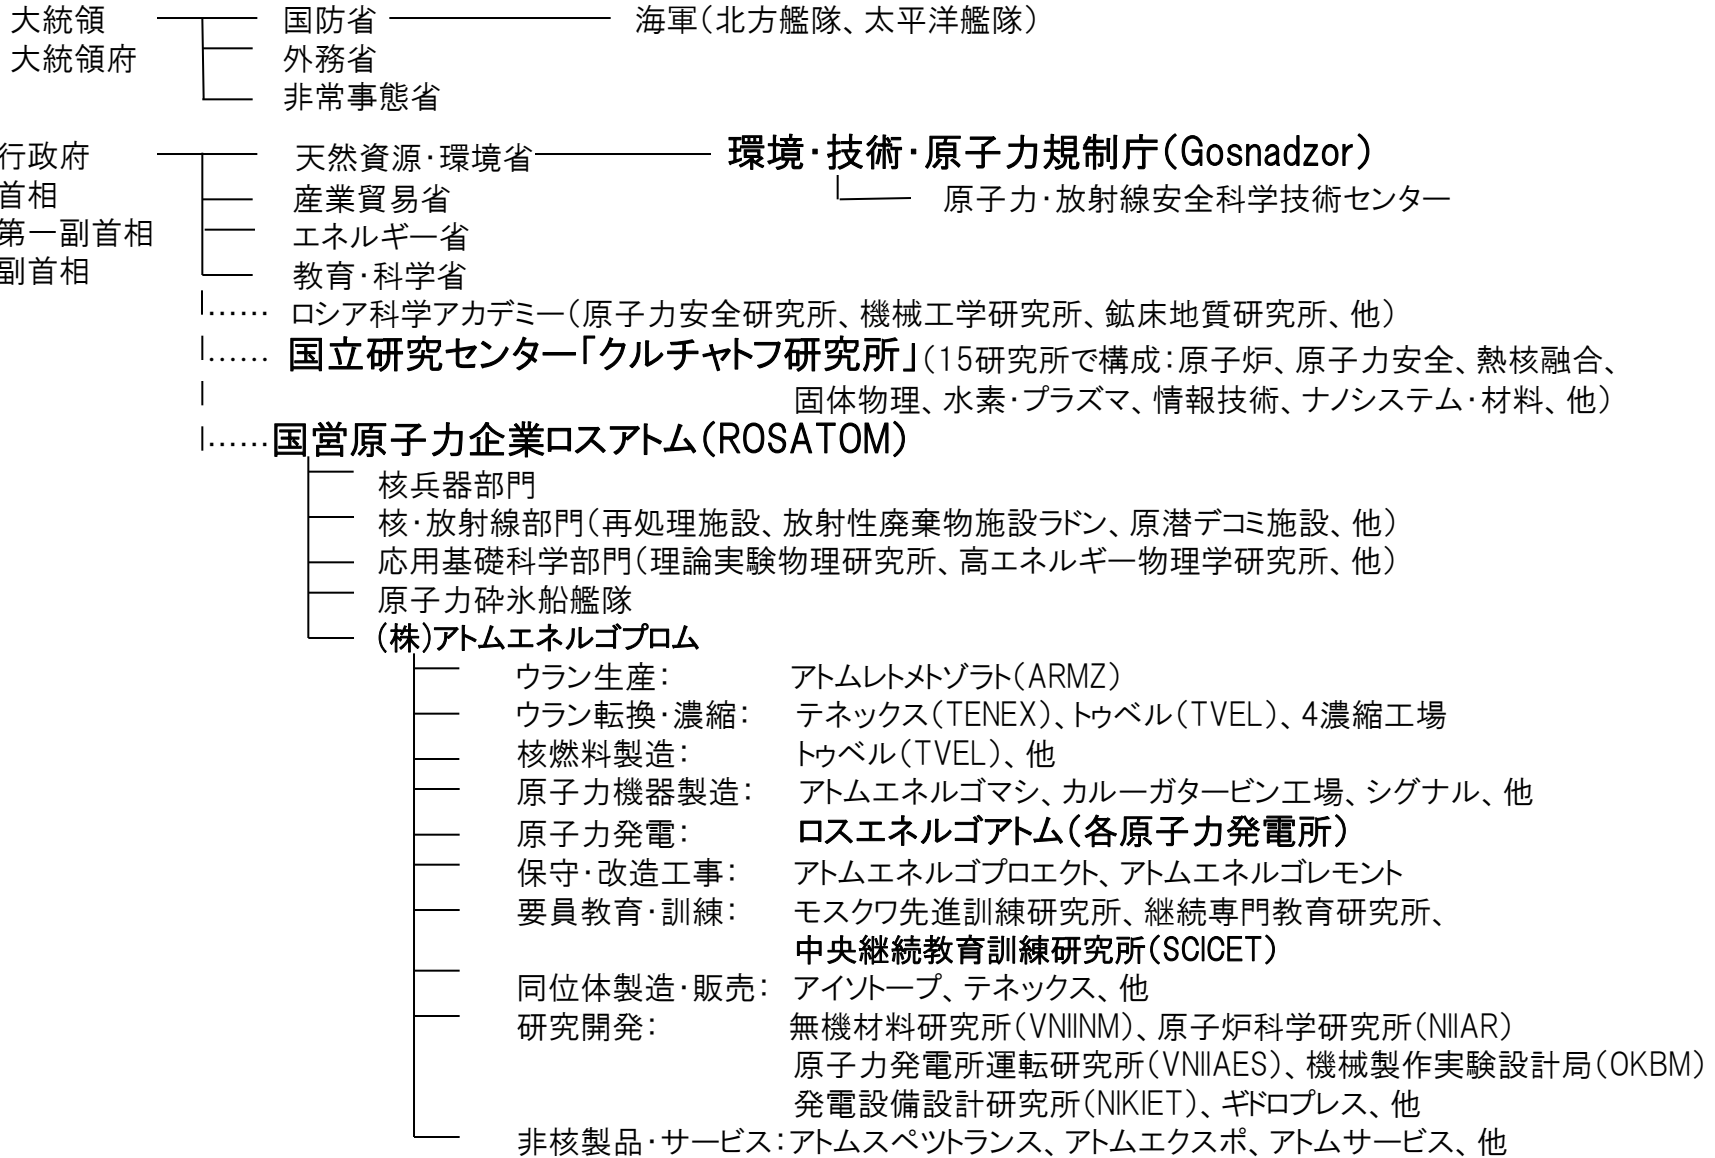 大統領 国防省 海軍(北方艦隊、太平洋艦隊)
大統領府 外務省
非常事態省
行政府 天然資源・環境省 環境・技術・原子力規制庁(Gosnadzor)
首相 産業貿易省 原子力・放射線安全科学技術センター
第一副首相 エネルギー省
副首相 教育・科学省
…… ロシア科学アカデミー(原子力安全研究所、機械工学研究所、鉱床地質研究所、他)
…… 国立研究センター「クルチャトフ研究所」(15研究所で構成:原子炉、原子力安全、熱核融合、
固体物理、水素・プラズマ、情報技術、ナノシステム・材料、他)
……国営原子力企業ロスアトム(ROSATOM)
核兵器部門
核・放射線部門(再処理施設、放射性廃棄物施設ラドン、原潜デコミ施設、他)
応用基礎科学部門(理論実験物理研究所、高エネルギー物理学研究所、他)
原子力砕氷船艦隊
(株)アトムエネルゴプロム
ウラン生産: アトムレトメトゾラト(ARMZ)
ウラン転換・濃縮: テネックス(TENEX)、トゥベル(TVEL)、4濃縮工場
核燃料製造: トゥベル(TVEL)、他
原子力機器製造: アトムエネルゴマシ、カルーガタービン工場、シグナル、他
原子力発電: ロスエネルゴアトム(各原子力発電所)
保守・改造工事: アトムエネルゴプロエクト、アトムエネルゴレモント
要員教育・訓練: モスクワ先進訓練研究所、継続専門教育研究所、
中央継続教育訓練研究所(SCICET)
同位体製造・販売: アイソトープ、テネックス、他
研究開発: 無機材料研究所(VNIINM)、原子炉科学研究所(NIIAR)
原子力発電所運転研究所(VNIIAES)、機械製作実験設計局(OKBM)
発電設備設計研究所(NIKIET)、ギドロプレス、他
非核製品・サービス:アトムスペツトランス、アトムエクスポ、アトムサービス、他